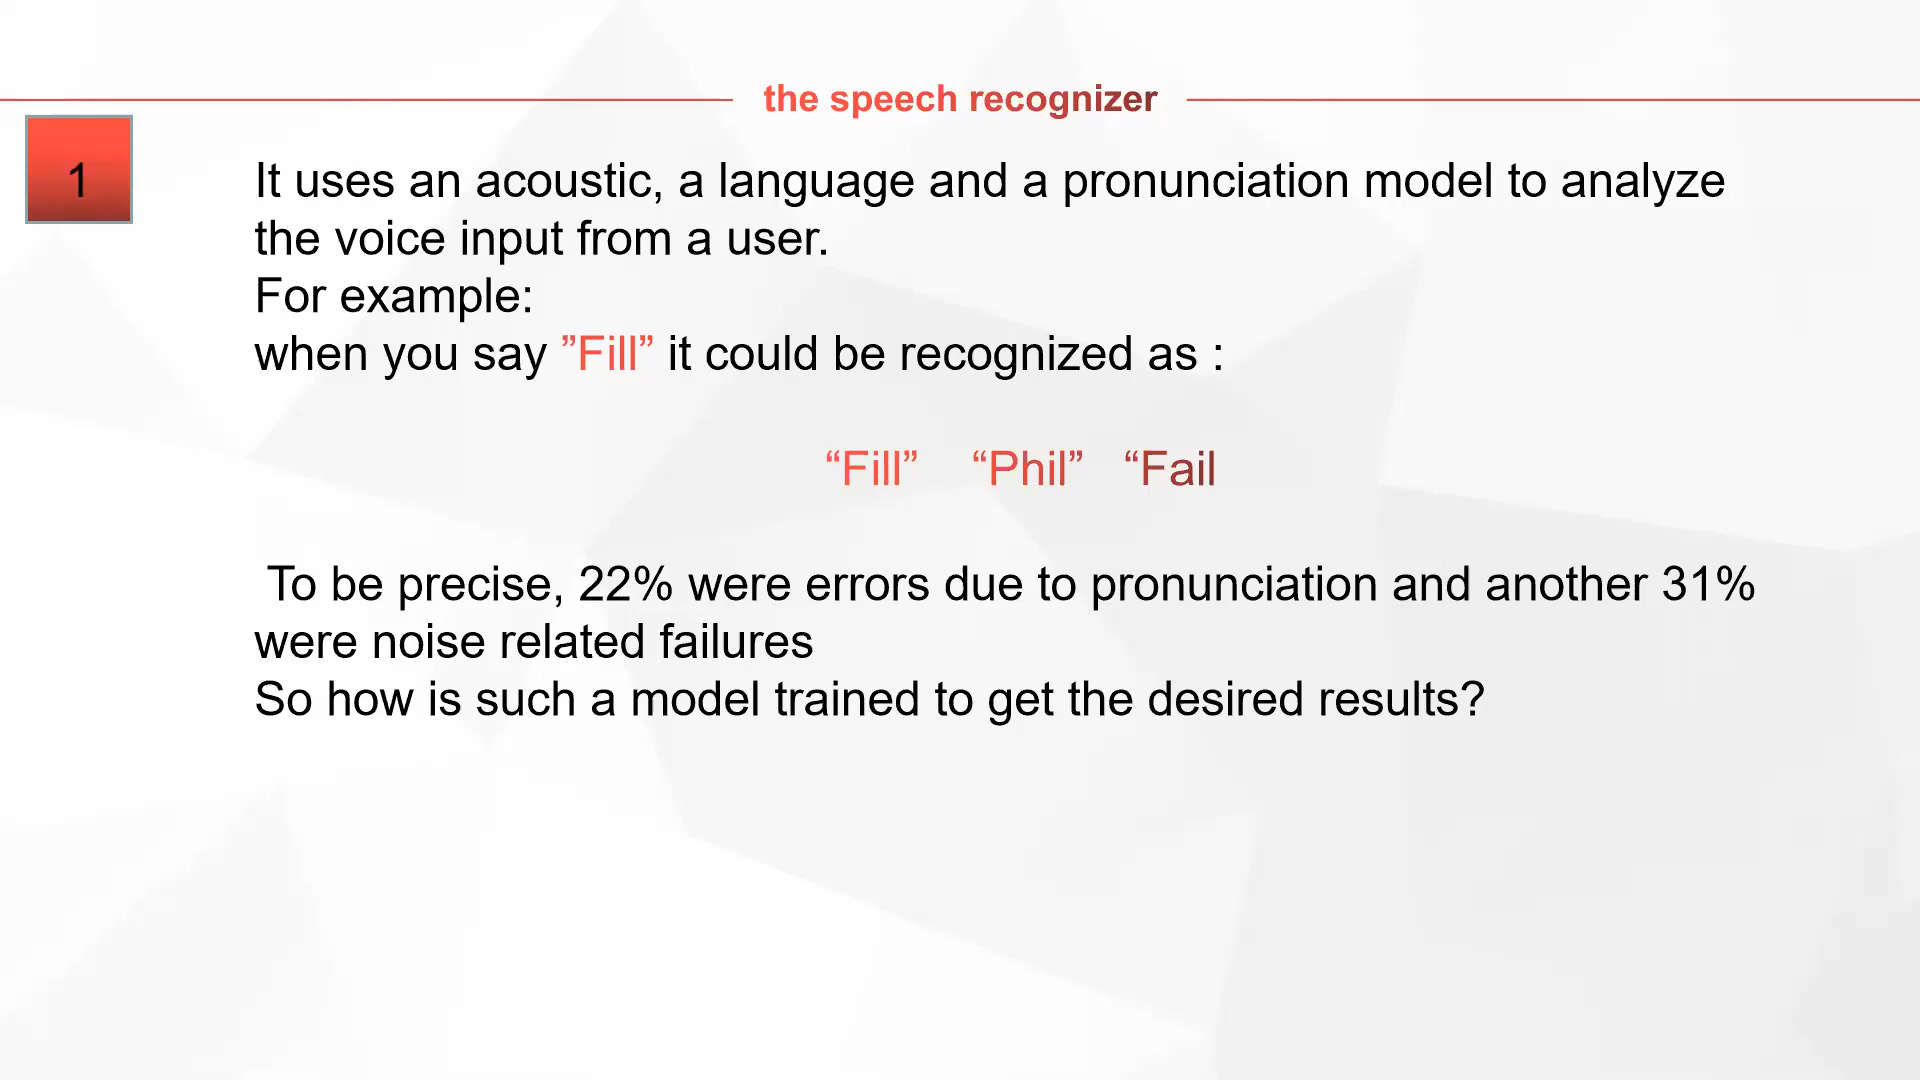 the speech recognizer
1
It uses an acoustic, a language and a pronunciation model to analyze
the voice input from a user.
For example:
when you say ”Fill” it could be recognized as :
“Fill” “Phil” “Fail
To be precise, 22% were errors due to pronunciation and another 31%
were noise related failures
So how is such a model trained to get the desired results?